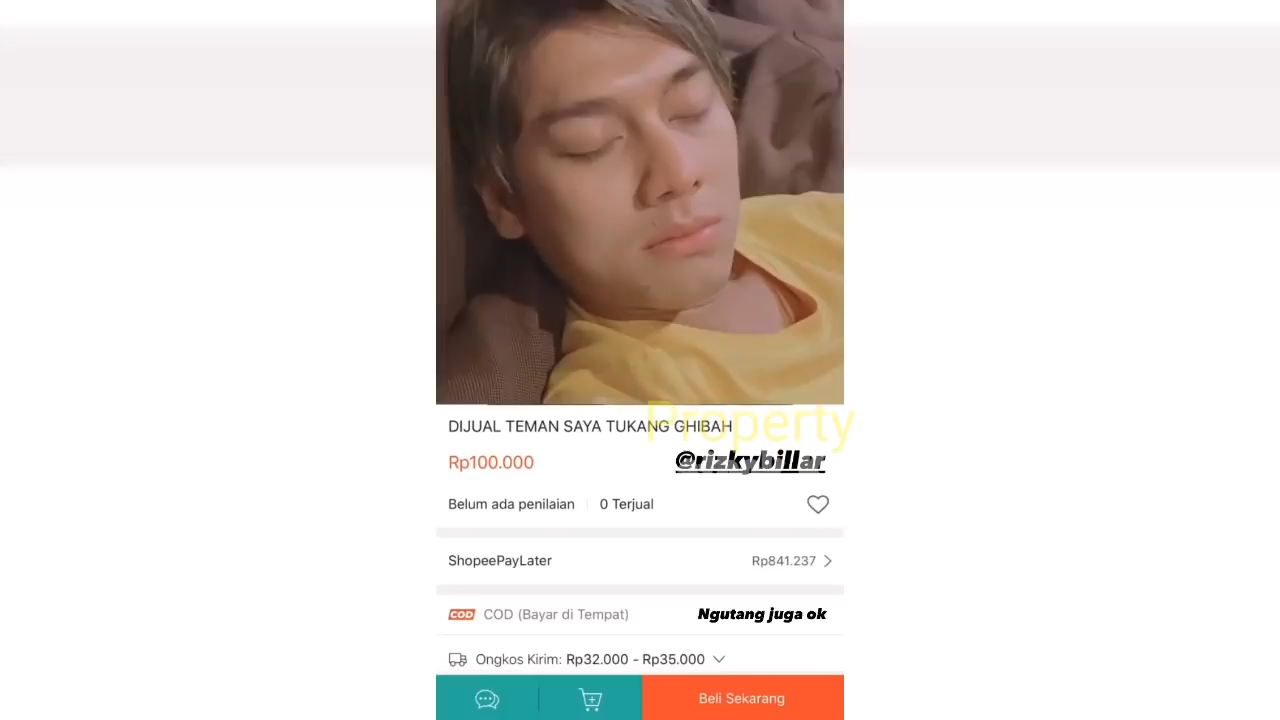 DIJUAL TEMAN SAYA TUKANG GHIBAH
Property
Rp100.000
@rizkybillar
Belum ada penilaian
0 Terjual
ShopeePayLater
Rp841.237
COD COD (Bayar di Tempat)
Ngutang juga ok
Ongkos Kirim: Rp32.000 - Rp35.000
Beli Sekarang